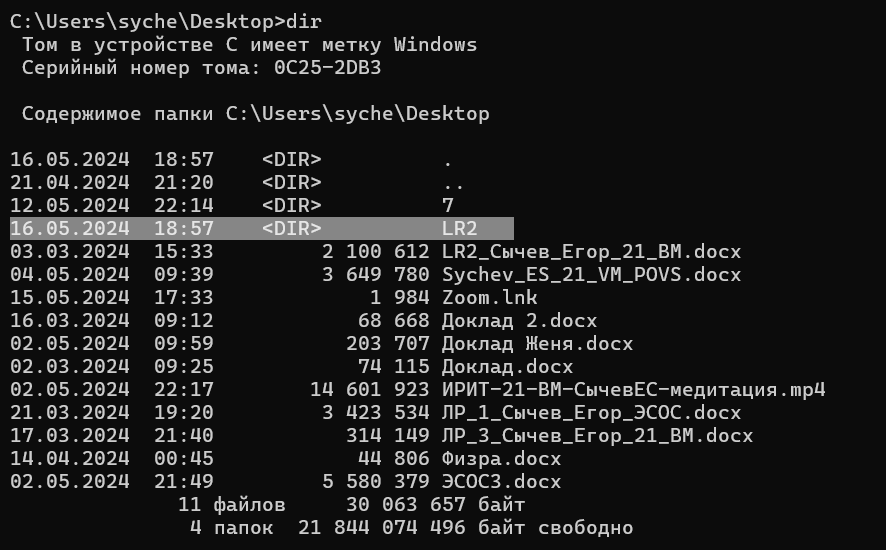 C:\Users\syche\Desktop>dir
Том в устройстве C имеет метку Windows
Серийный номер тома: 0C25-2DB3
Содержимое папки C:\Users\syche\Desktop
16.05.2024  18:57    <DIR>          .
21.04.2024  21:20    <DIR>          ..
12.05.2024  22:14    <DIR>          7
16.05.2024  18:57    <DIR>          LR2
03.03.2024  15:33         2 100 612 LR2_Сычев_Егор_21_ВМ.docx
04.05.2024  09:39         3 649 780 Sychev_ES_21_VM_POVS.docx
15.05.2024  17:33             1 984 Zoom.lnk
16.03.2024  09:12            68 668 Доклад 2.docx
02.05.2024  09:59           203 707 Доклад Женя.docx
02.03.2024  09:25            74 115 Доклад.docx
02.05.2024  22:17        14 601 923 ИРИТ-21-ВМ-СычевЕС-медитация.mp4
21.03.2024  19:20         3 423 534 ЛР_1_Сычев_Егор_ЭСОС.docx
17.03.2024  21:40           314 149 ЛР_3_Сычев_Егор_21_ВМ.docx
14.04.2024  00:45            44 806 Физра.docx
02.05.2024  21:49         5 580 379 ЭСОС3.docx
11 файлов     30 063 657 байт
4 папок  21 844 074 496 байт свободно